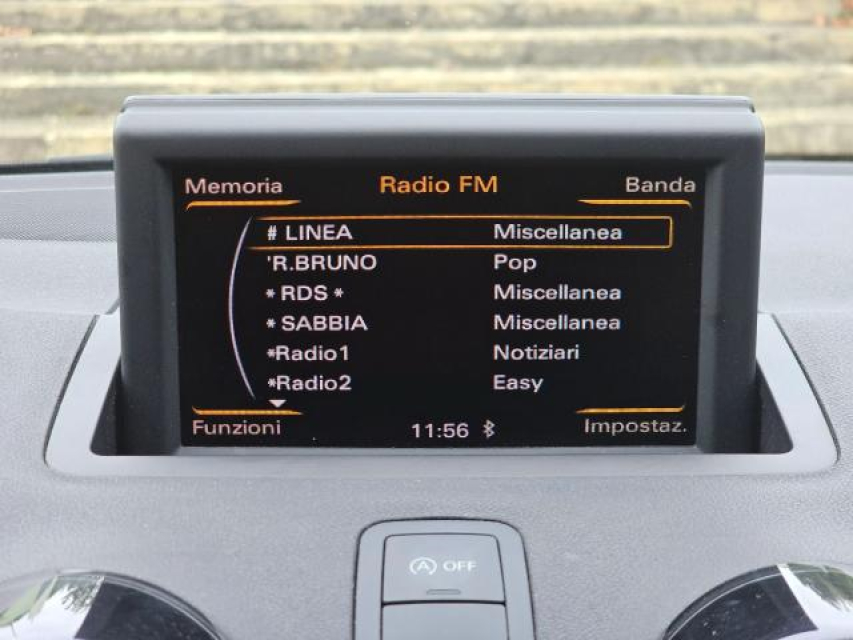 Memoria Radio FM Banda
# LINEA Miscellanea
'R.BRUNO Pop
* RDS * Miscellanea
* SABBIA Miscellanea
*Radio1 Notiziari
*Radio2 Easy
Funzioni 11:56 Impostaz.
A OFF